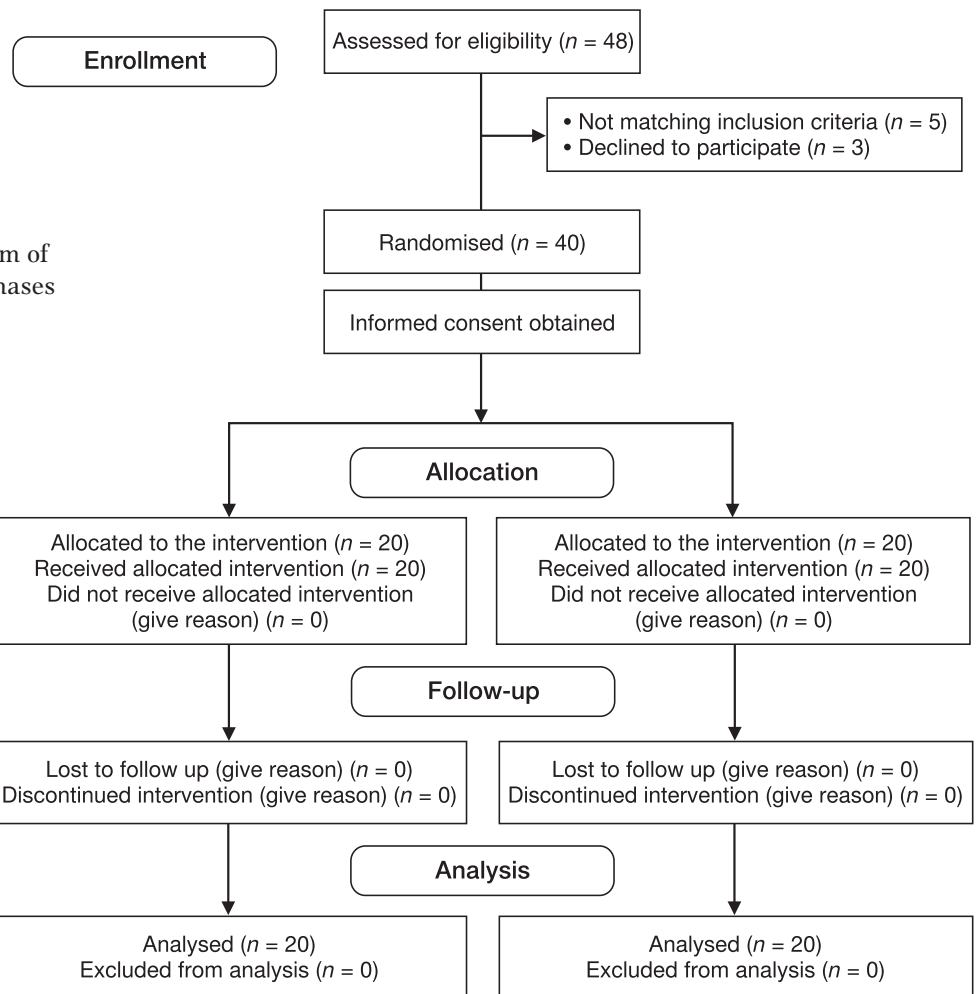 Assessed for eligibility (n = 48)
Enrollment
• Not matching inclusion criteria (n = 5)
• Declined to participate (n = 3)
Randomised (n = 40)
m of
Informed consent obtained
Allocation
Allocated to the intervention (n = 20)
Received allocated intervention (n = 20)
Did not receive allocated intervention
(give reason) (n = 0)
Allocated to the intervention (n = 20)
Received allocated intervention (n = 20)
Did not receive allocated intervention
(give reason) (n = 0)
Follow-up
Lost to follow up (give reason) (n = 0)
Discontinued intervention (give reason) (n = 0)
Lost to follow up (give reason) (n = 0)
Discontinued intervention (give reason) (n = 0)
Analysis
Analysed (n = 20)
Excluded from analysis (n = 0)
Analysed (n = 20)
Excluded from analysis (n = 0)